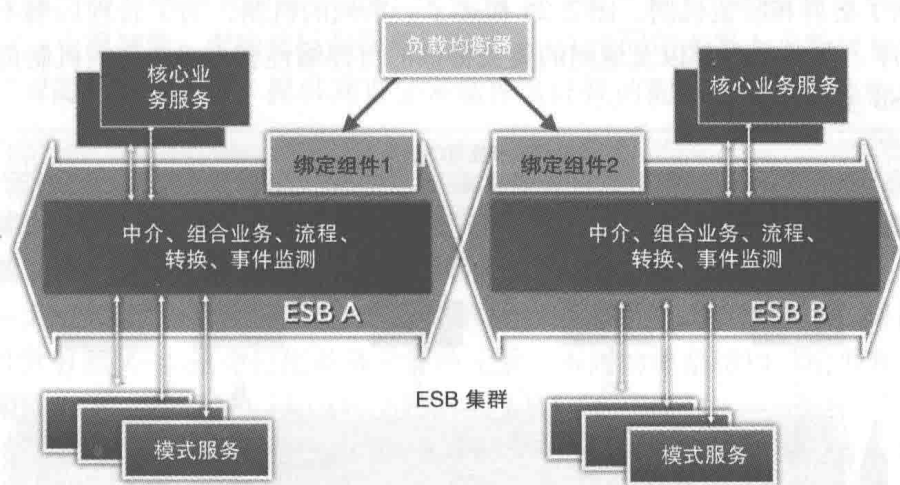 负载均衡器
核心业
务服务
核心业务服务
绑定组件1
绑定组件2
中介、组合业务、流程、
转换、事件监测
中介、组合业务、流程、
转换、事件监测
ESB A
ESB B
ESB 集群
模式服务
模式服务